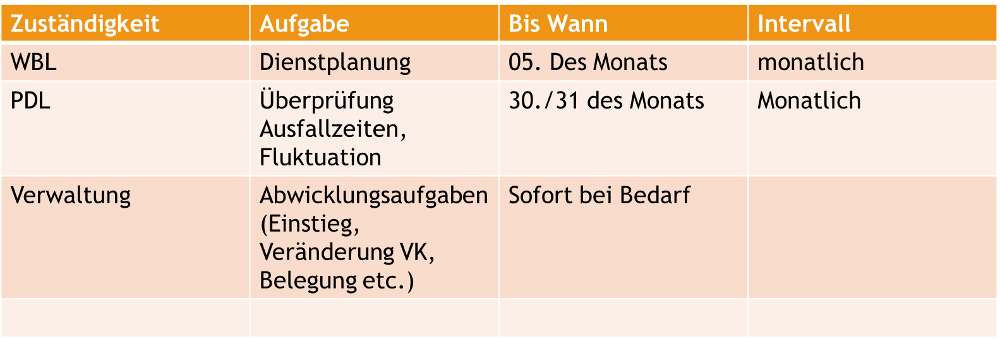 Zuständigkeit Aufgabe Bis Wann Intervall
WBL Dienstplanung 05. Des Monats monatlich
PDL Überprüfung 30./31 des Monats Monatlich
Ausfallzeiten,
Fluktuation
Verwaltung Abwicklungsaufgaben Sofort bei Bedarf
(Einstieg,
Veränderung VK,
Belegung etc.)